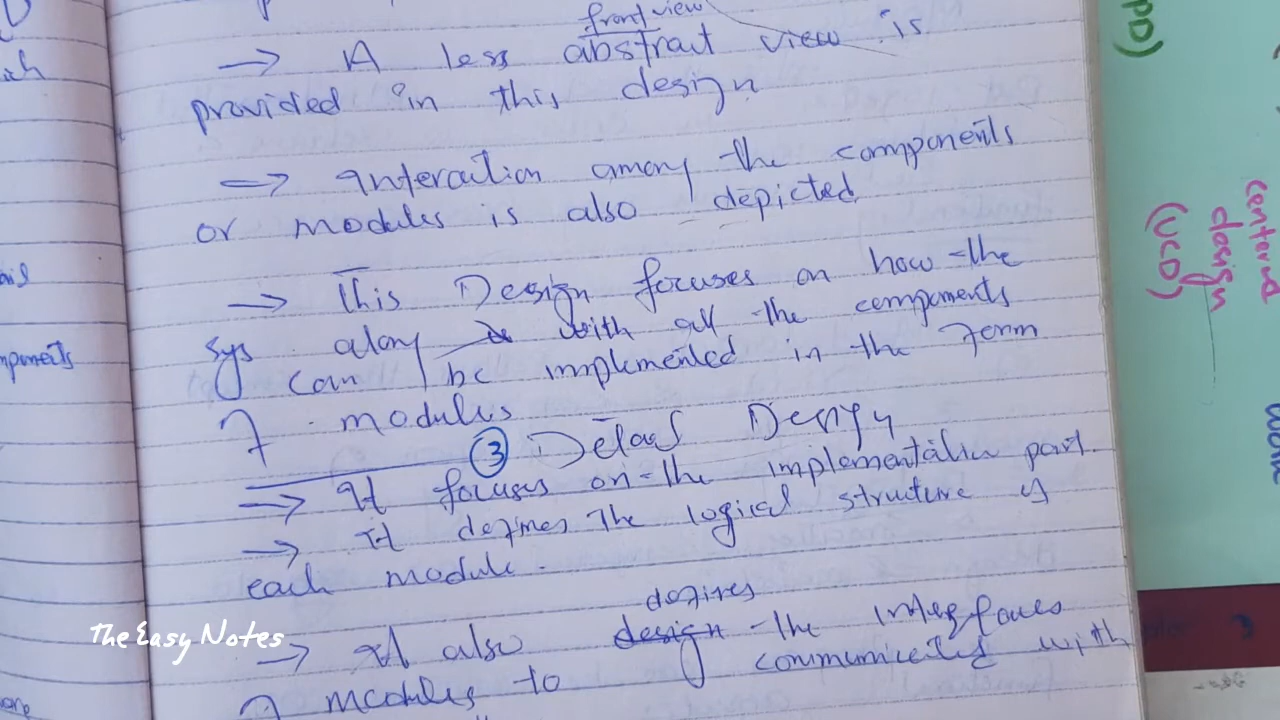 front view
→ A less abstract view is
provided in this design
→ interaction among the components
or modules is also depicted
→ This Design focuses on how the
sys along with all the components
can be implemented in the form
of modules
③ Detail Design
→ It focuses on the implementation part.
→ It defines the logical structure of
each module.
defines
→ It also design the interfaces
of modules to communicate with
The Easy Notes
centered
design
(UCD)